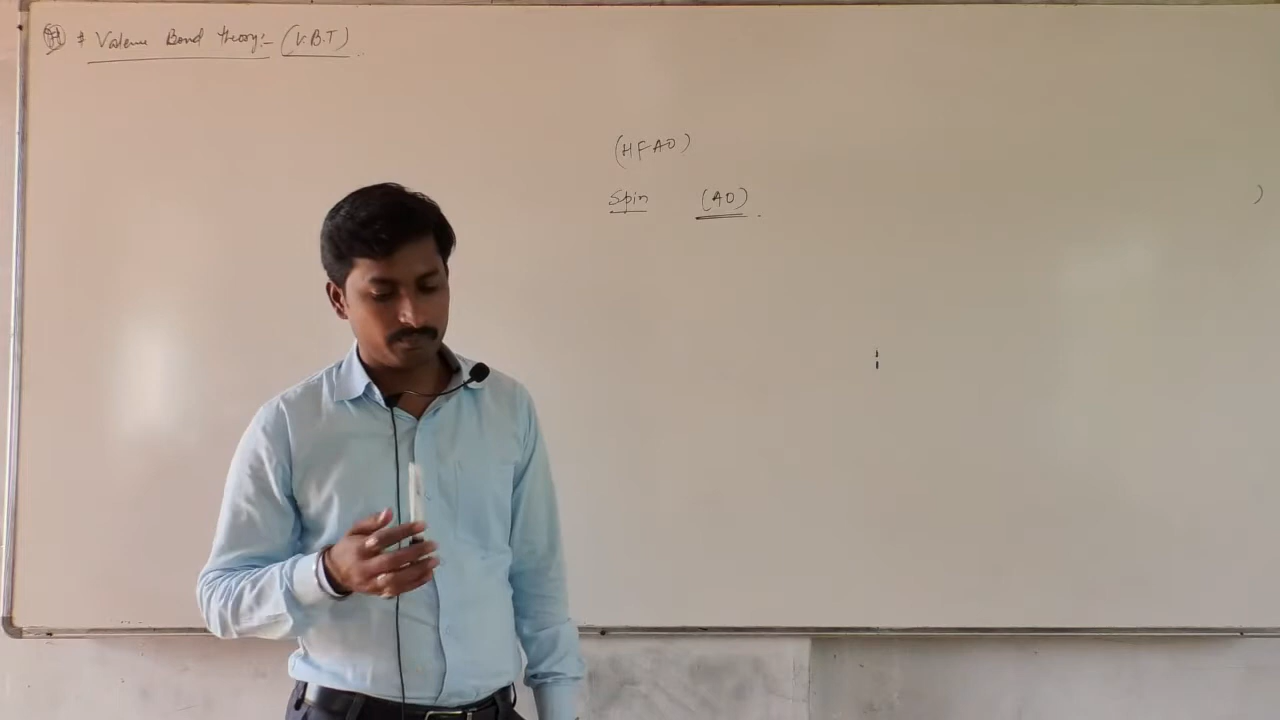 (H) # Valence Bond theory:- (V.B.T)
(HFAO)
Spin (AO).
)